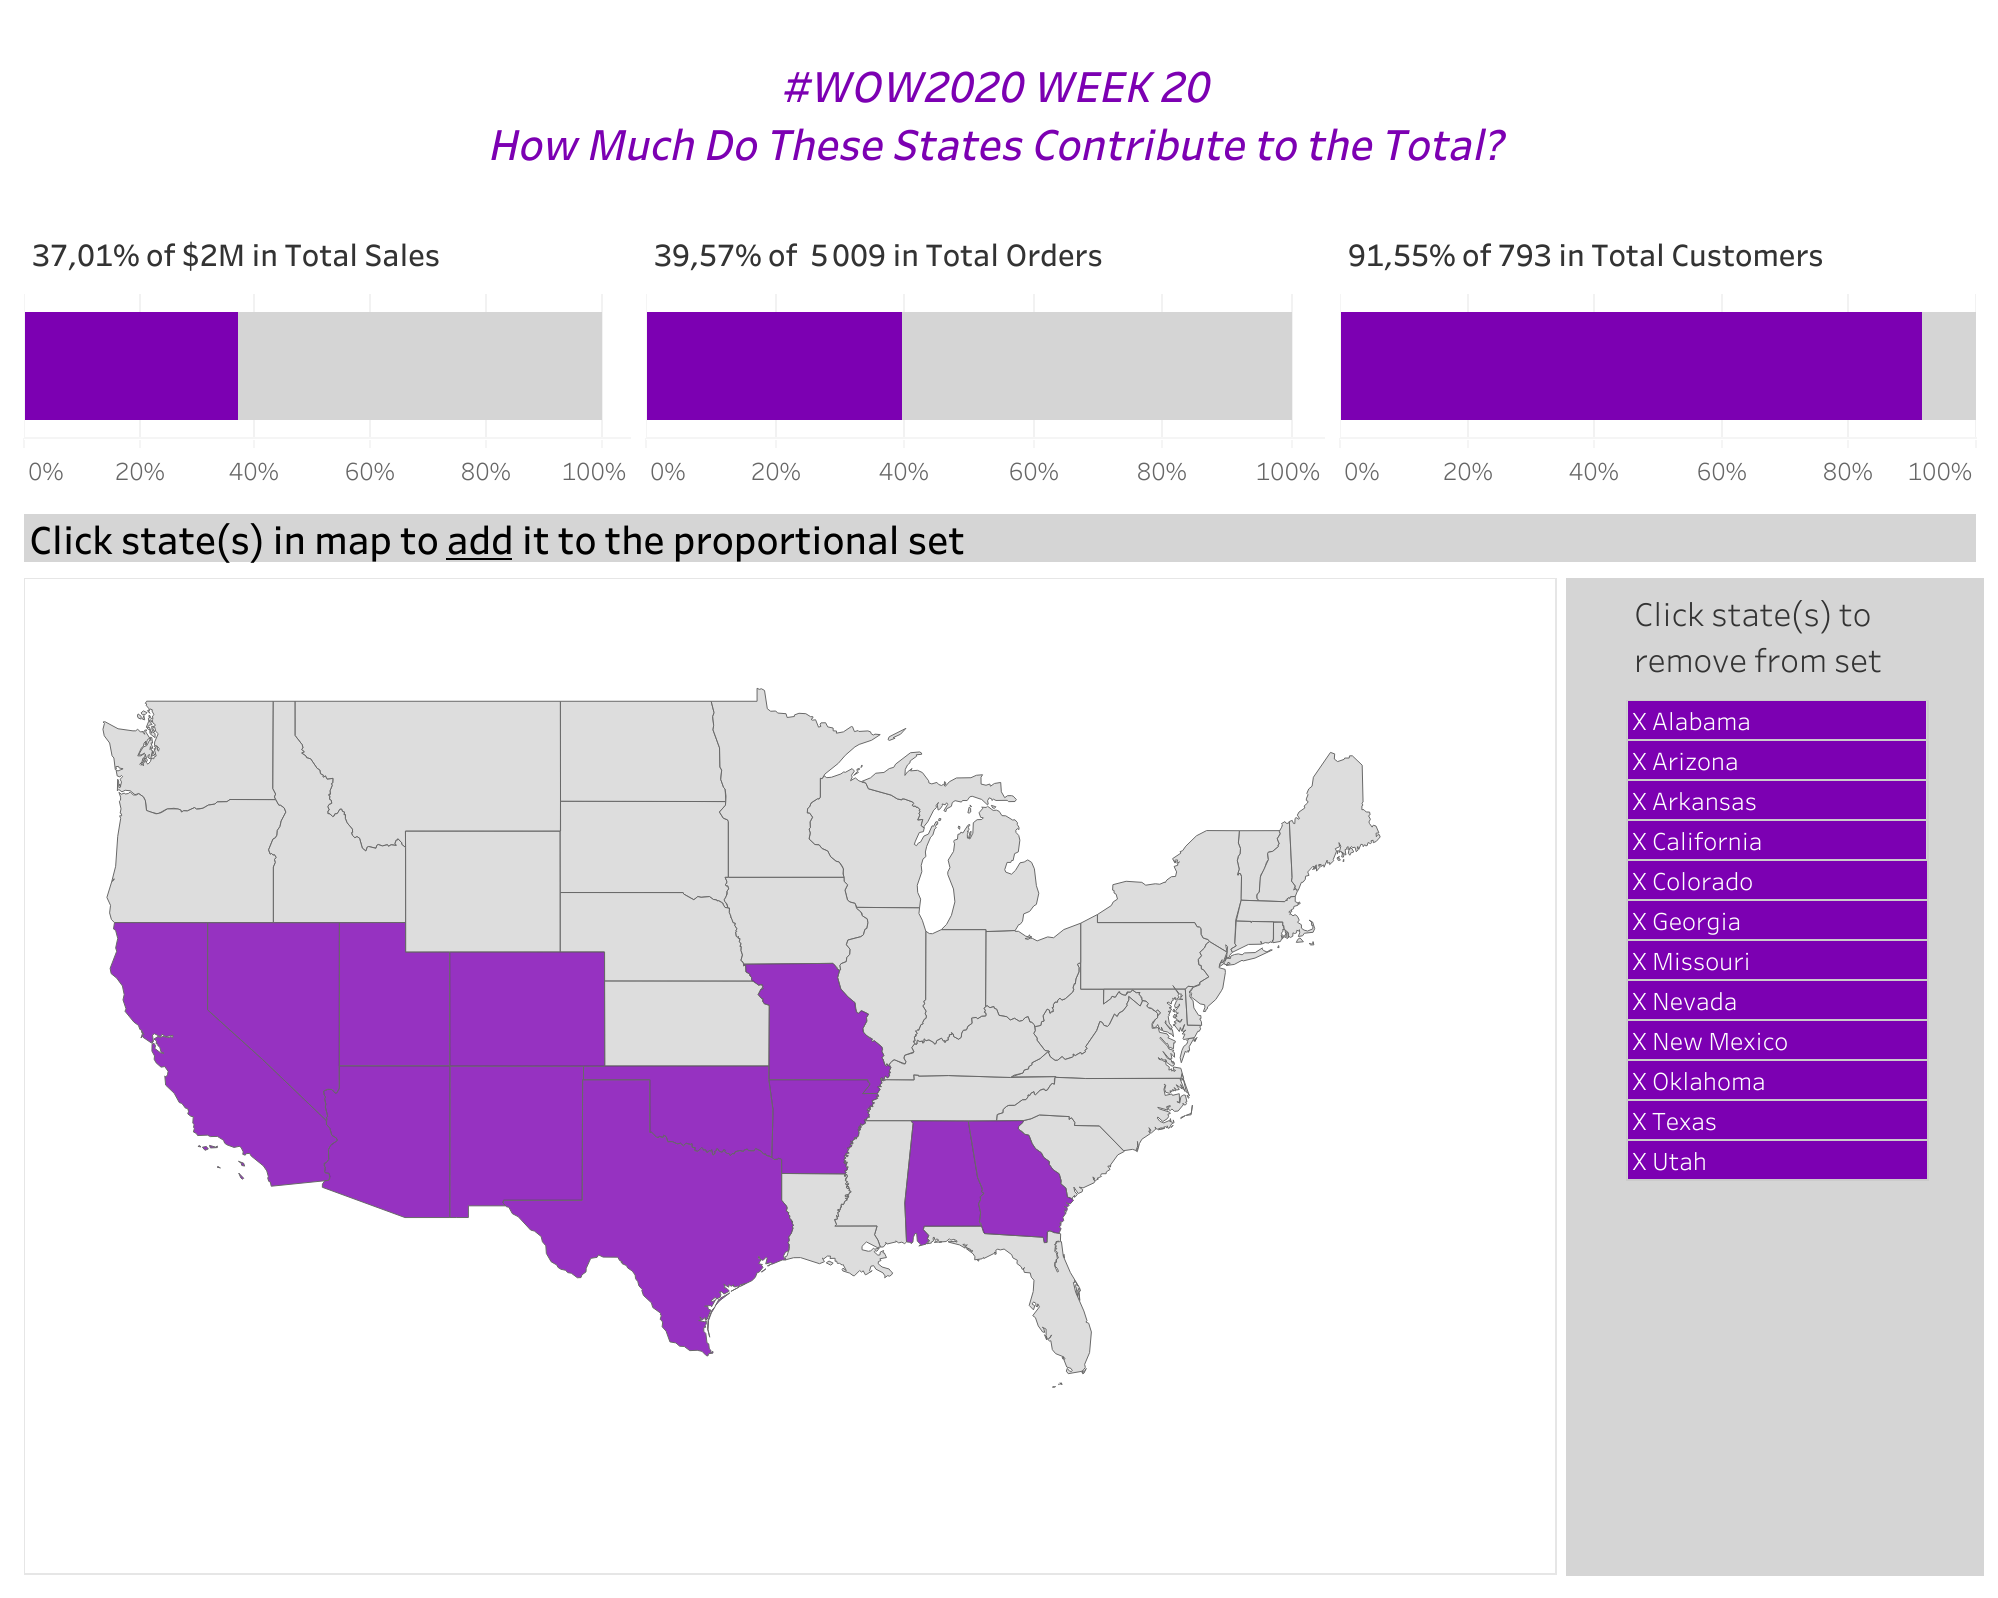 #WOW2020 WEEK 20
How Much Do These States Contribute to the Total?
37,01% of $2M in Total Sales
39,57% of 5 009 in Total Orders
91,55% of 793 in Total Customers
0% 20% 40% 60% 80% 100%
0% 20% 40% 60% 80% 100%
0% 20% 40% 60% 80% 100%
Click state(s) in map to add it to the proportional set
Click state(s) to
remove from set
X Alabama
X Arizona
X Arkansas
X California
X Colorado
X Georgia
X Missouri
X Nevada
X New Mexico
X Oklahoma
X Texas
X Utah